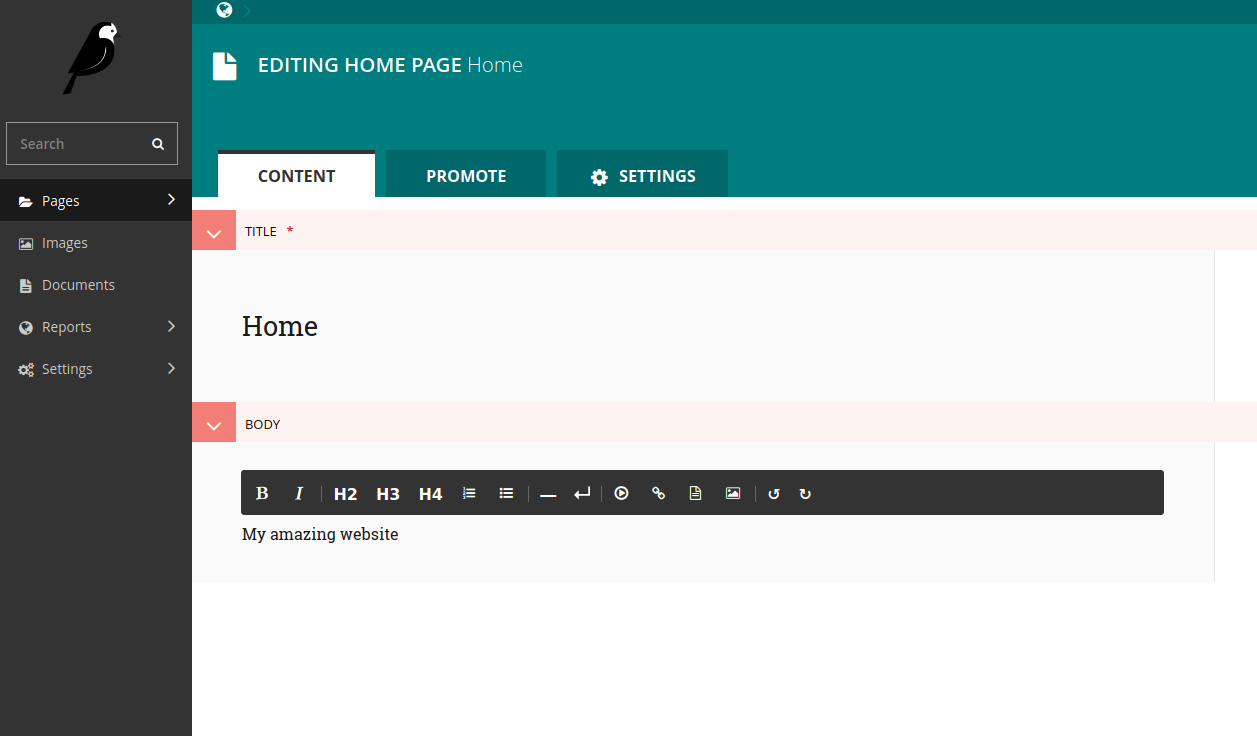 EDITING HOME PAGE Home
Search
Pages
Images
Documents
Reports
Settings
CONTENT
PROMOTE
SETTINGS
TITLE *
Home
BODY
B I H2 H3 H4
My amazing website